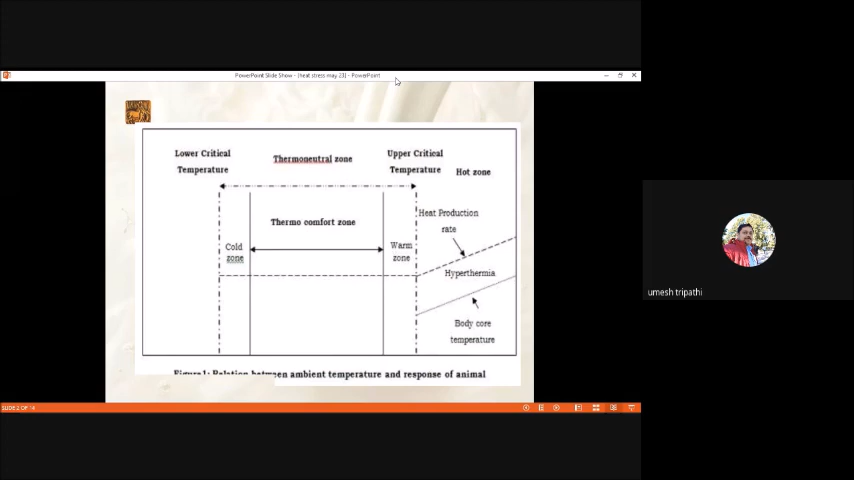 PowerPoint Slide Show - [heat stress may 23] - PowerPoint
Lower Critical
Temperature
Thermoneutral zone
Upper Critical
Temperature
Hot zone
Thermo comfort zone
Cold
zone
Warm
zone
Heat Production
rate
Hyperthermia
Body core
temperature
Figure1: Relation between ambient temperature and response of animal
umesh tripathi
SLIDE 2 OF 14